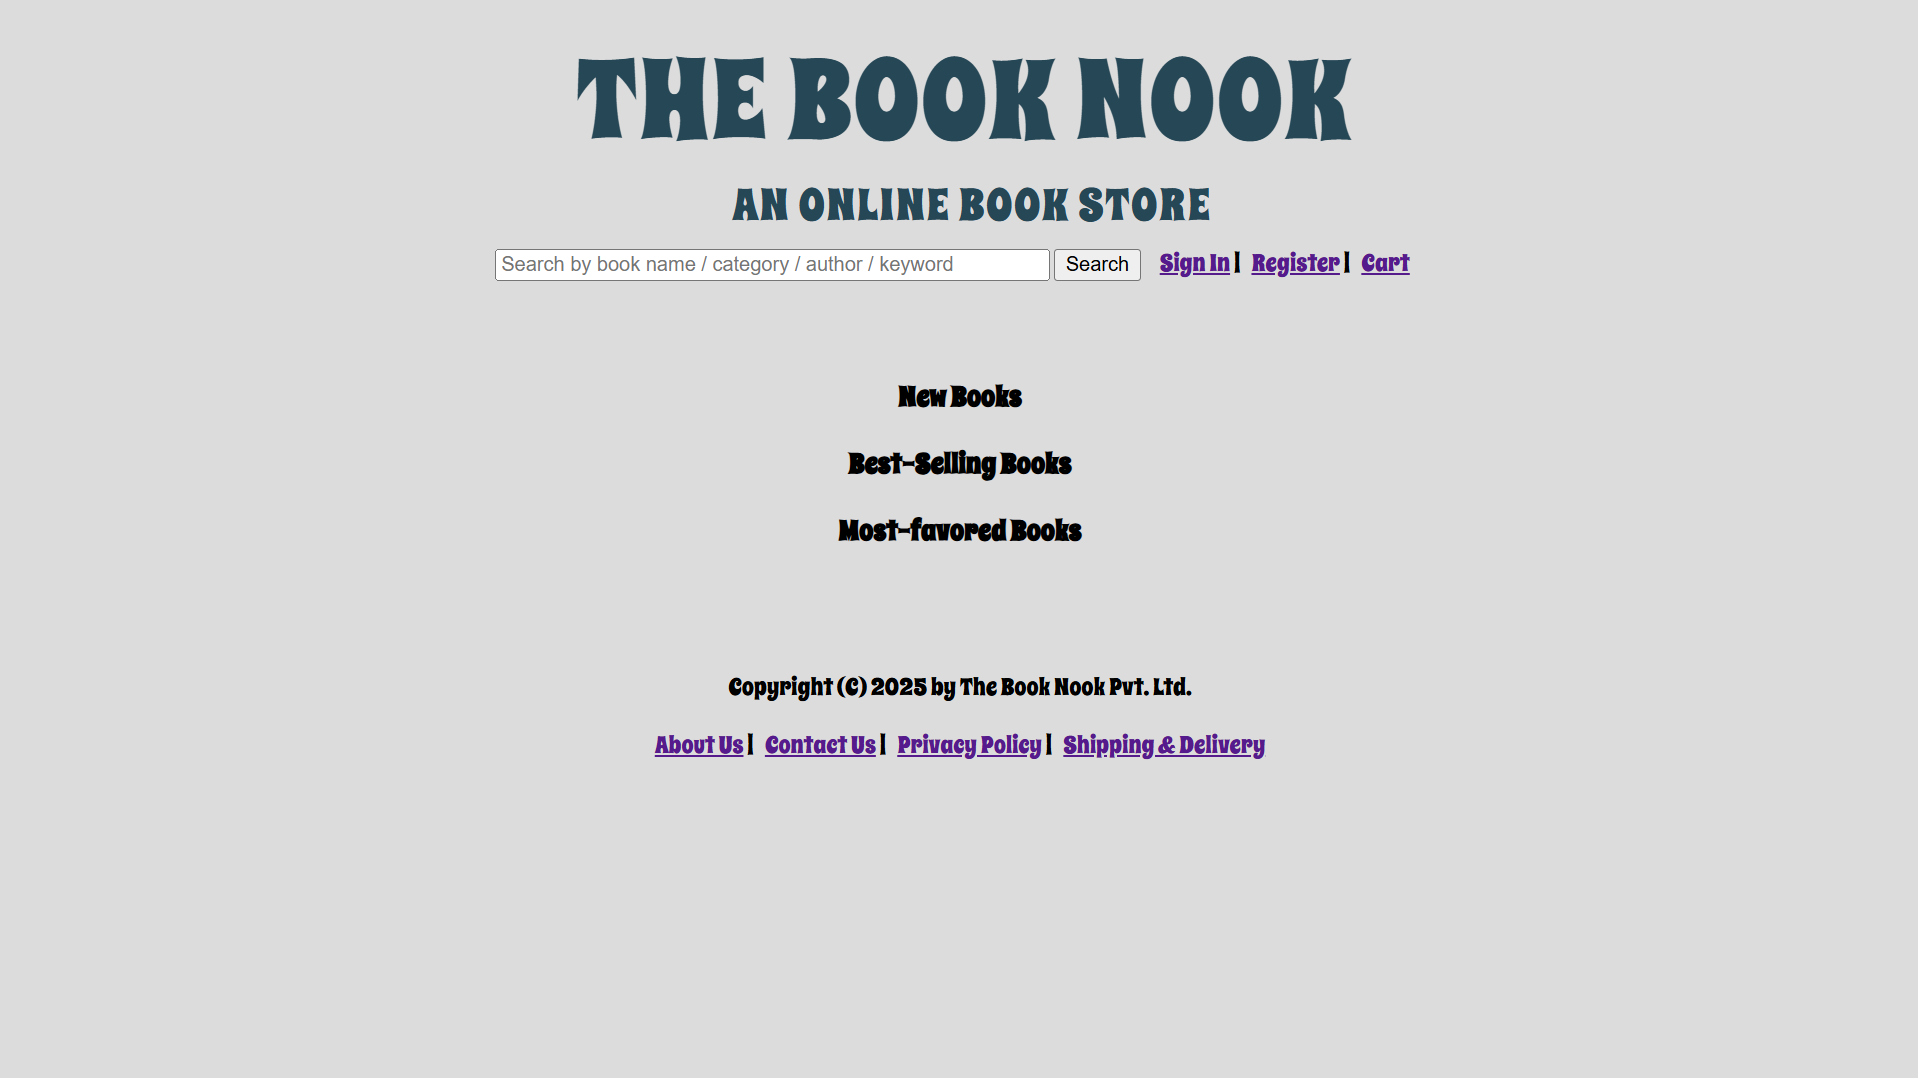 THE BOOK NOOK
AN ONLINE BOOK STORE
Search by book name / category / author / keyword Search Sign In | Register | Cart
New Books
Best-Selling Books
Most-favored Books
Copyright (C) 2025 by The Book Nook Pvt. Ltd.
About Us | Contact Us | Privacy Policy | Shipping & Delivery